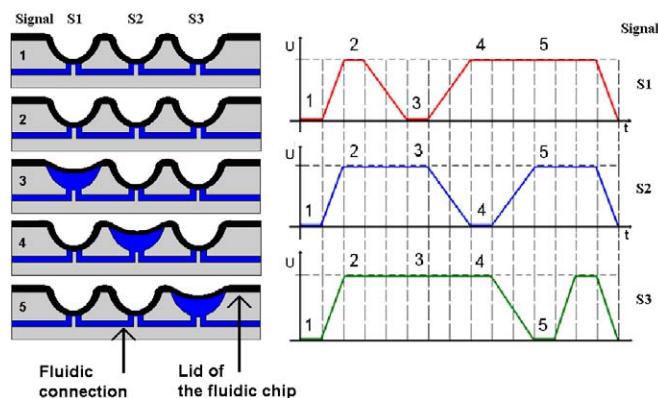 Signal S1 S2 S3
1
2
3
4
5
Fluidic connection
Lid of the fluidic chip
Signal
U
1 2 3 4 5
t
S1
U
1 2 3 4 5
t
S2
U
1 2 3 4 5
t
S3